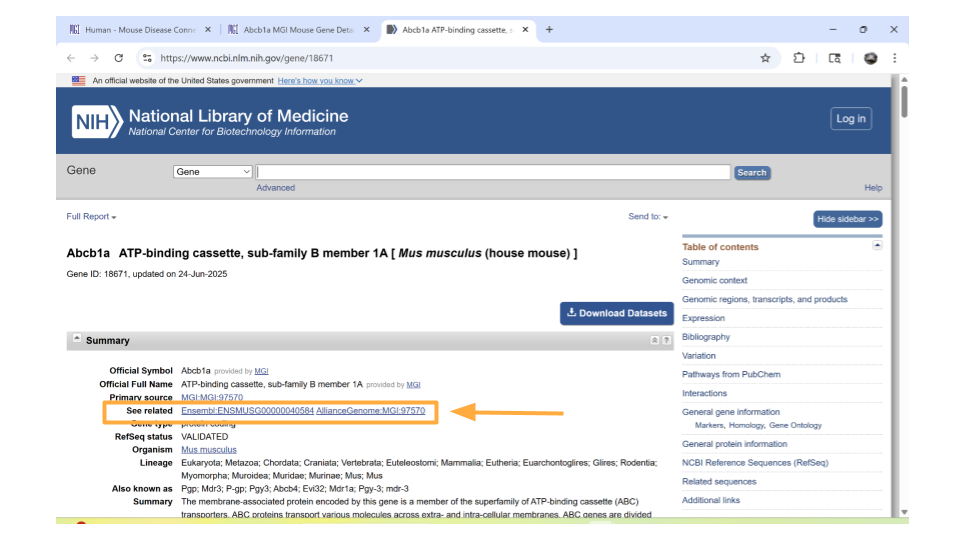 Human - Mouse Disease Conne
Abcb1a MGI Mouse Gene Deta
Abcb1a ATP-binding cassette, s
https://www.ncbi.nlm.nih.gov/gene/18671
An official website of the United States government Here's how you know
NIH National Library of Medicine
National Center for Biotechnology Information
Log in
Gene
Gene
Search
Advanced
Help
Full Report
Send to:
Hide sidebar >>
Abcb1a ATP-binding cassette, sub-family B member 1A [ Mus musculus (house mouse) ]
Gene ID: 18671, updated on 24-Jun-2025
Download Datasets
Summary
?
Official Symbol Abcb1a provided by MGI
Official Full Name ATP-binding cassette, sub-family B member 1A provided by MGI
Primary source MGI:MGI:97570
See related Ensembl:ENSMUSG00000040584 AllianceGenome:MGI:97570
Gene type protein coding
RefSeq status VALIDATED
Organism Mus musculus
Lineage Eukaryota; Metazoa; Chordata; Craniata; Vertebrata; Euteleostomi; Mammalia; Eutheria; Euarchontoglires; Glires; Rodentia;
Myomorpha; Muroidea; Muridae; Murinae; Mus; Mus
Also known as Pgp; Mdr3; P-gp; Pgy3; Abcb4; Evi32; Mdr1a; Pgy-3; mdr-3
Summary The membrane-associated protein encoded by this gene is a member of the superfamily of ATP-binding cassette (ABC)
transporters. ABC proteins transport various molecules across extra- and intra-cellular membranes. ABC genes are divided
Table of contents
Summary
Genomic context
Genomic regions, transcripts, and products
Expression
Bibliography
Variation
Pathways from PubChem
Interactions
General gene information
Markers, Homology, Gene Ontology
General protein information
NCBI Reference Sequences (RefSeq)
Related sequences
Additional links